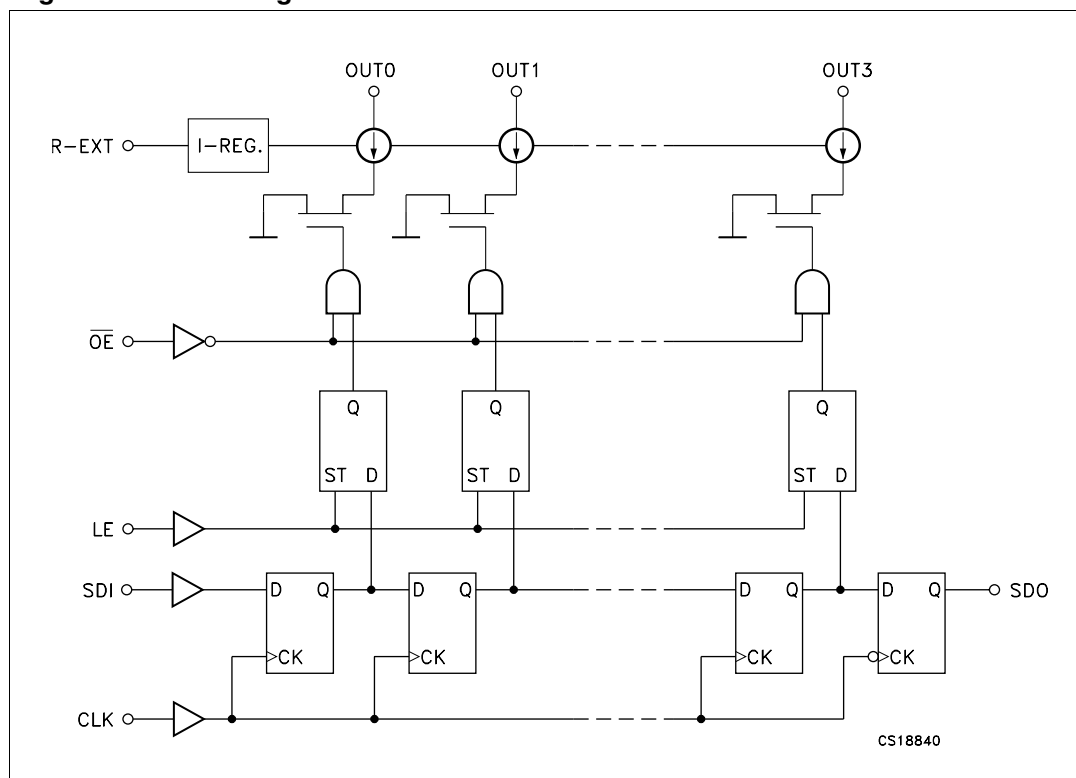 OUT0 OUT1 OUT3
R-EXT I-REG.
OE
Q Q Q
ST D ST D ST D
LE
SDI D Q D Q D Q D Q SDO
CK CK CK CK
CLK
CS18840